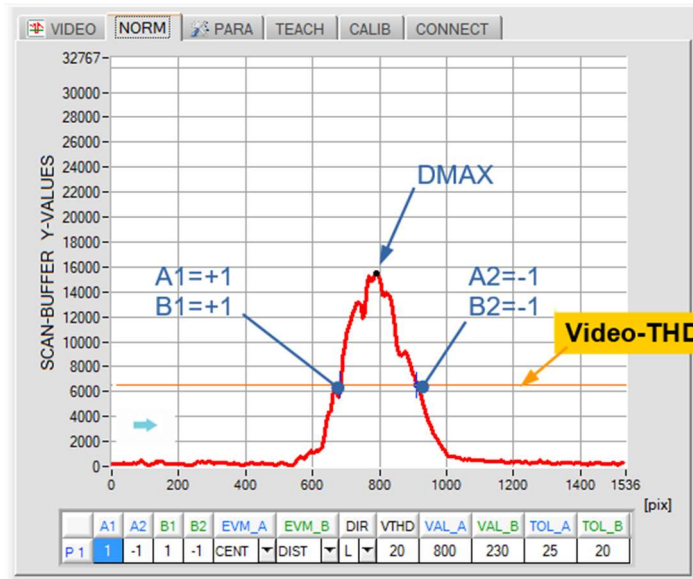 VIDEO NORM PARA TEACH CALIB CONNECT
SCAN-BUFFER Y-VALUES
32767
30000
28000
26000
24000
22000
20000
18000
16000
14000
12000
10000
8000
6000
4000
2000
0
DMAX
A1=+1
B1=+1
A2=-1
B2=-1
Video-THD
0 200 400 600 800 1000 1200 1400 1536
[pix]
A1 A2 B1 B2 EVM_A EVM_B DIR VTHD VAL_A VAL_B TOL_A TOL_B
P 1 1 -1 1 -1 CENT DIST L 20 800 230 25 20